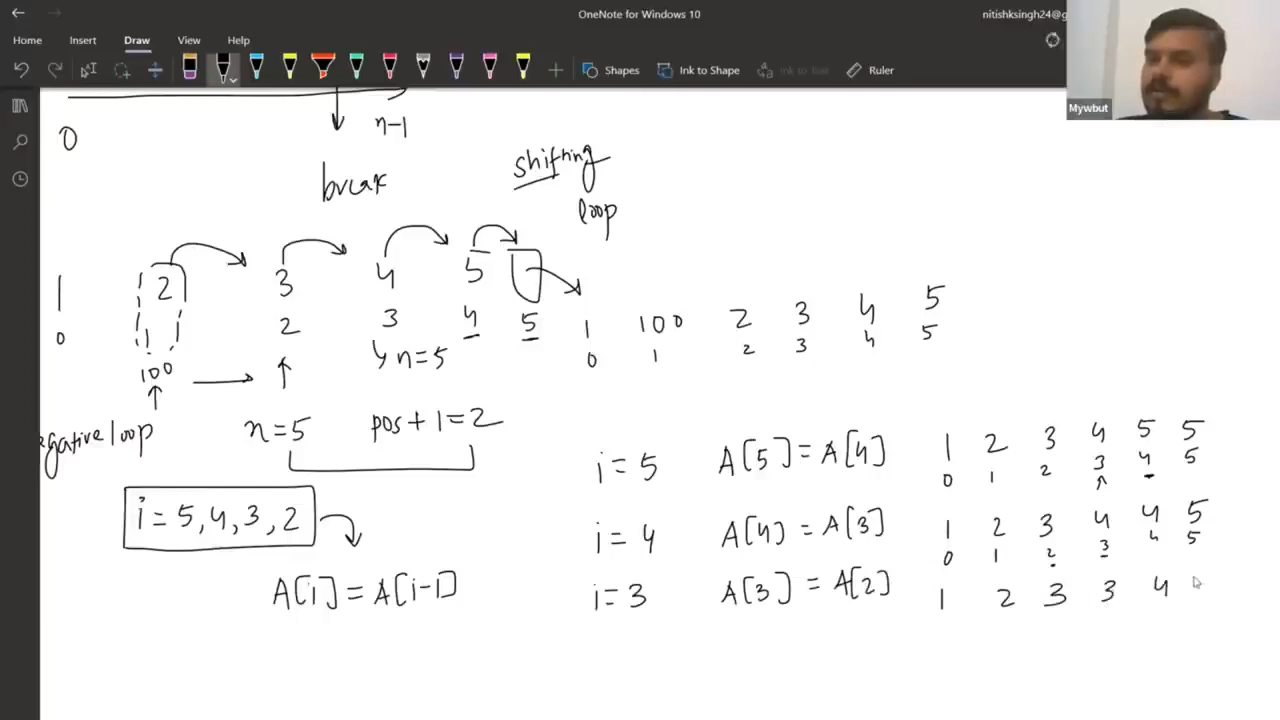 OneNote for Windows 10
nitishksingh24@g
Home Insert Draw View Help
Shapes Ink to Shape Ink to Text Ruler
Mywbut
0
n-1
break
shifting
loop
1 2 3 4 5
0 1 2 3 4 5
100
n=5
1 100 2 3 4 5
0 1 2 3 4 5
egative loop
n=5 pos+1=2
i=5,4,3,2
A[i]=A[i-1]
i=5 A[5]=A[4] 1 2 3 4 5 5
0 1 2 3 4 5
i=4 A[4]=A[3] 1 2 3 4 4 5
0 1 2 3 4 5
i=3 A[3]=A[2] 1 2 3 3 4